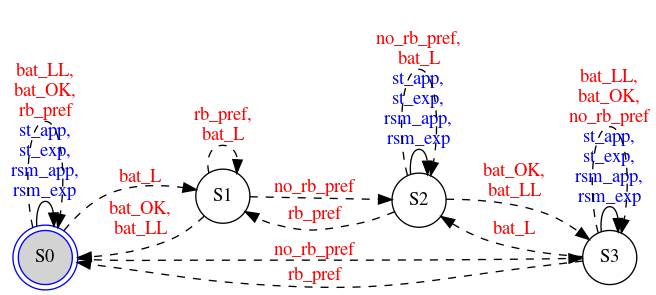 no_rb_pref,
bat_L
st_app,
st_exp,
rsm_app,
rsm_exp
bat_LL,
bat_OK,
rb_pref
st_app,
st_exp,
rsm_app,
rsm_exp
bat_LL,
bat_OK,
no_rb_pref
st_app,
st_exp,
rsm_app,
rsm_exp
rb_pref,
bat_L
bat_L
S1
no_rb_pref
S2
bat_OK,
bat_LL
bat_OK,
bat_LL
rb_pref
bat_L
S0
no_rb_pref
S3
rb_pref